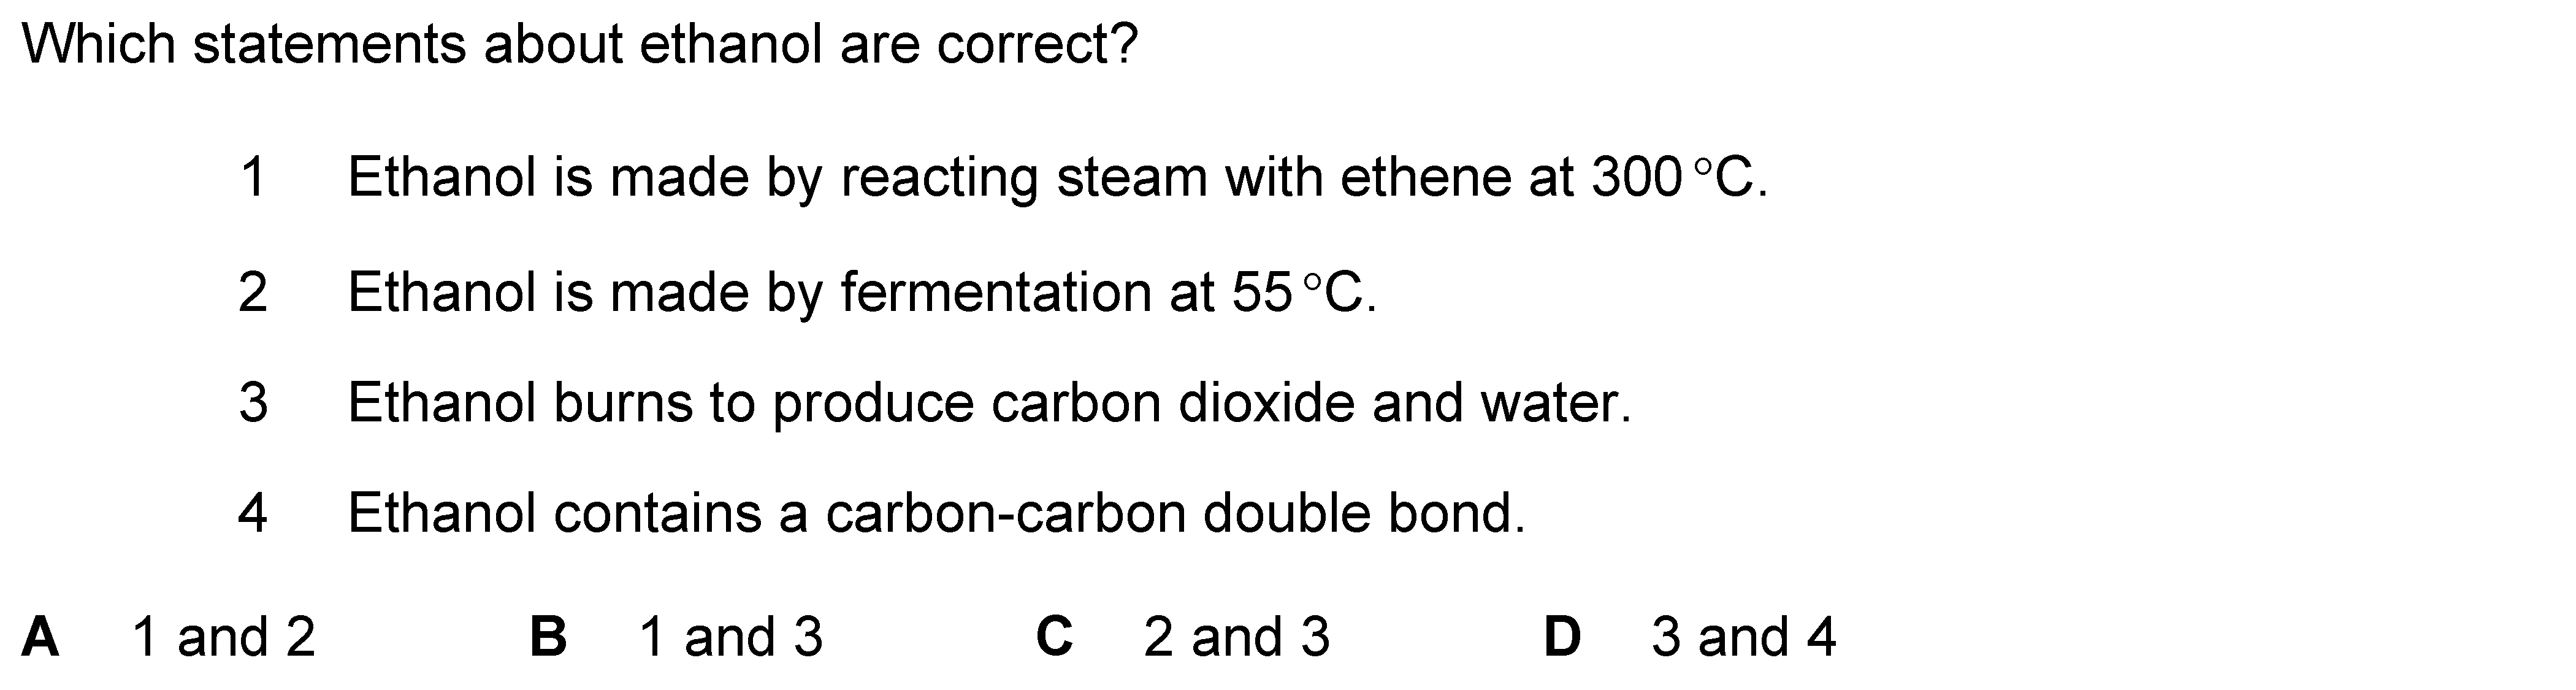 Which statements about ethanol are correct?
1 Ethanol is made by reacting steam with ethene at 300 °C.
2 Ethanol is made by fermentation at 55 °C.
3 Ethanol burns to produce carbon dioxide and water.
4 Ethanol contains a carbon-carbon double bond.
A 1 and 2 B 1 and 3 C 2 and 3 D 3 and 4